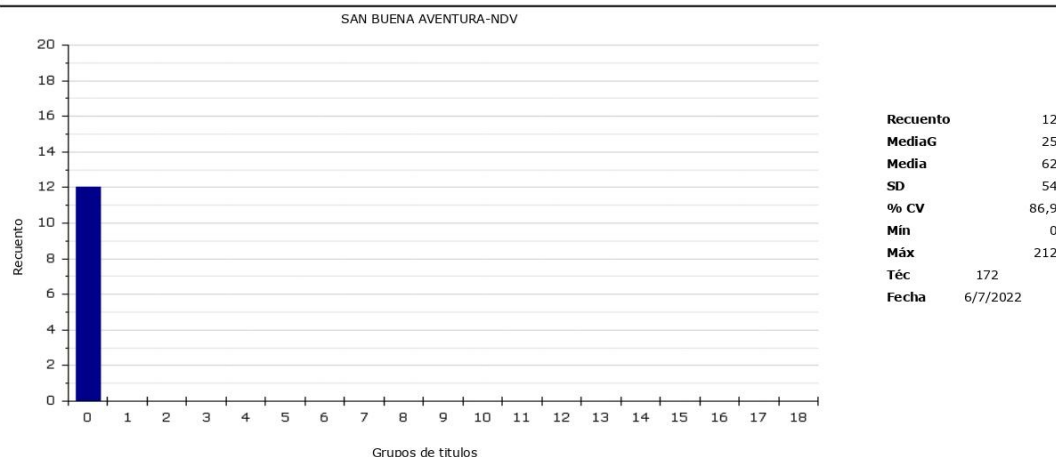 SAN BUENA AVENTURA-NDV
20
18
16
14
12
10
8
6
4
2
0
Recuento
0 1 2 3 4 5 6 7 8 9 10 11 12 13 14 15 16 17 18
Grupos de titulos
Recuento 12
MediaG 25
Media 62
SD 54
% CV 86,9
Mín 0
Máx 212
Téc 172
Fecha 6/7/2022